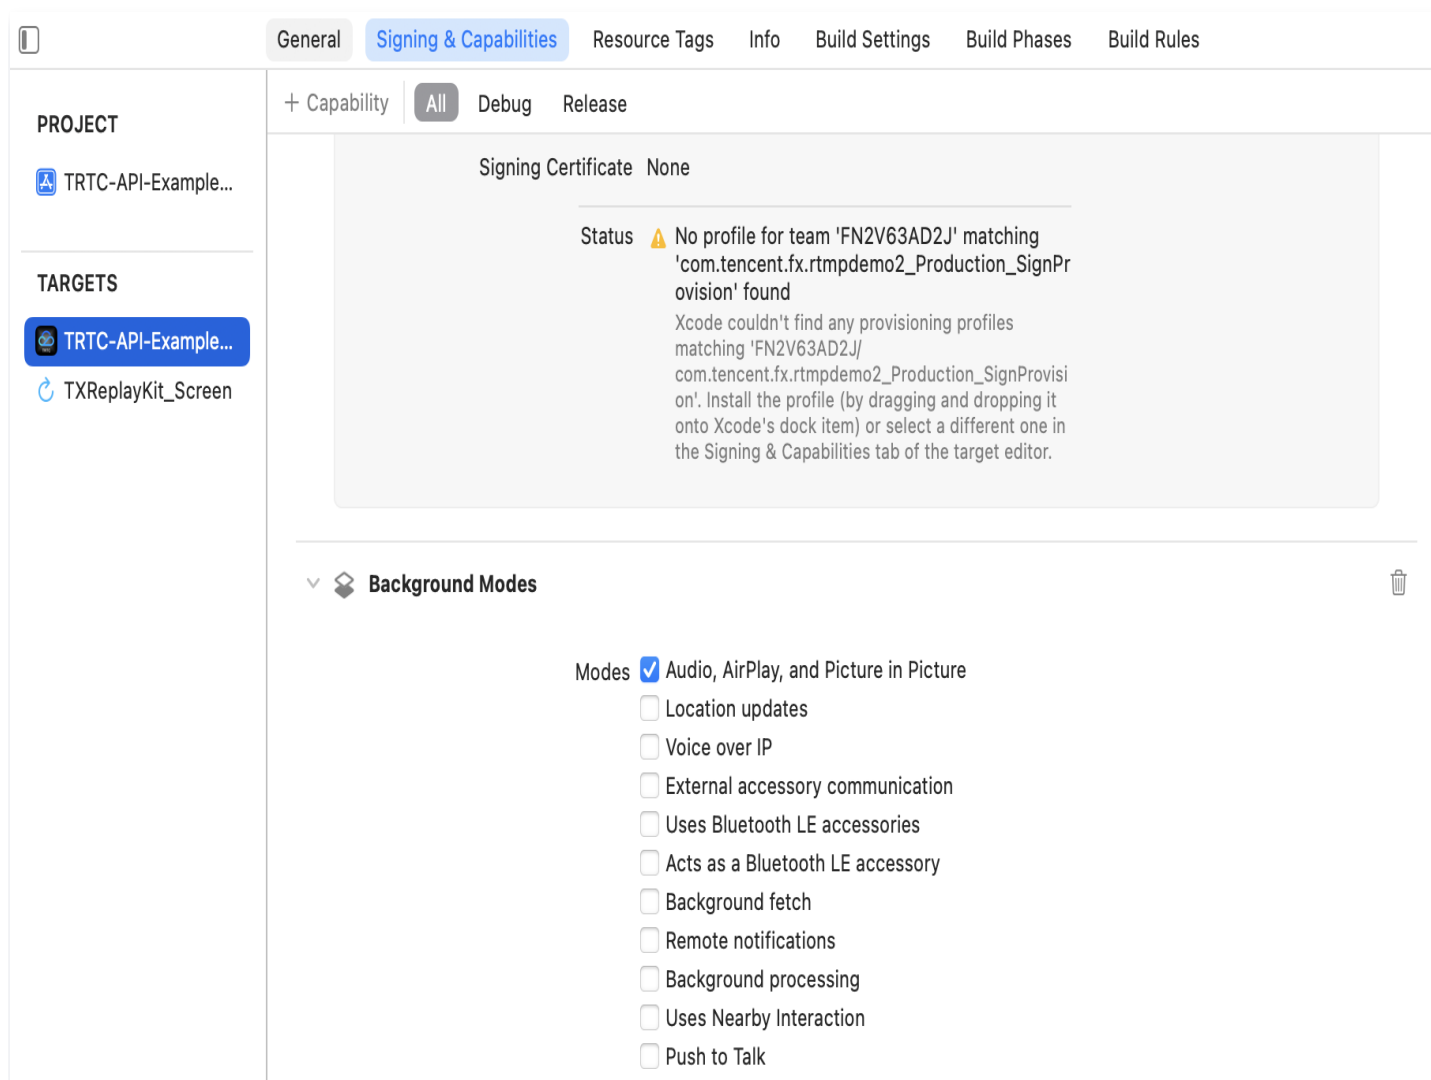 General Signing & Capabilities Resource Tags Info Build Settings Build Phases Build Rules
+ Capability All Debug Release
PROJECT
TRTC-API-Example...
TARGETS
TRTC-API-Example...
TXReplayKit_Screen
Signing Certificate None
Status No profile for team 'FN2V63AD2J' matching
'com.tencent.fx.rtmpdemo2_Production_SignPr
ovision' found
Xcode couldn't find any provisioning profiles
matching 'FN2V63AD2J/
com.tencent.fx.rtmpdemo2_Production_SignProvisi
on'. Install the profile (by dragging and dropping it
onto Xcode's dock item) or select a different one in
the Signing & Capabilities tab of the target editor.
Background Modes
Modes Audio, AirPlay, and Picture in Picture
Location updates
Voice over IP
External accessory communication
Uses Bluetooth LE accessories
Acts as a Bluetooth LE accessory
Background fetch
Remote notifications
Background processing
Uses Nearby Interaction
Push to Talk